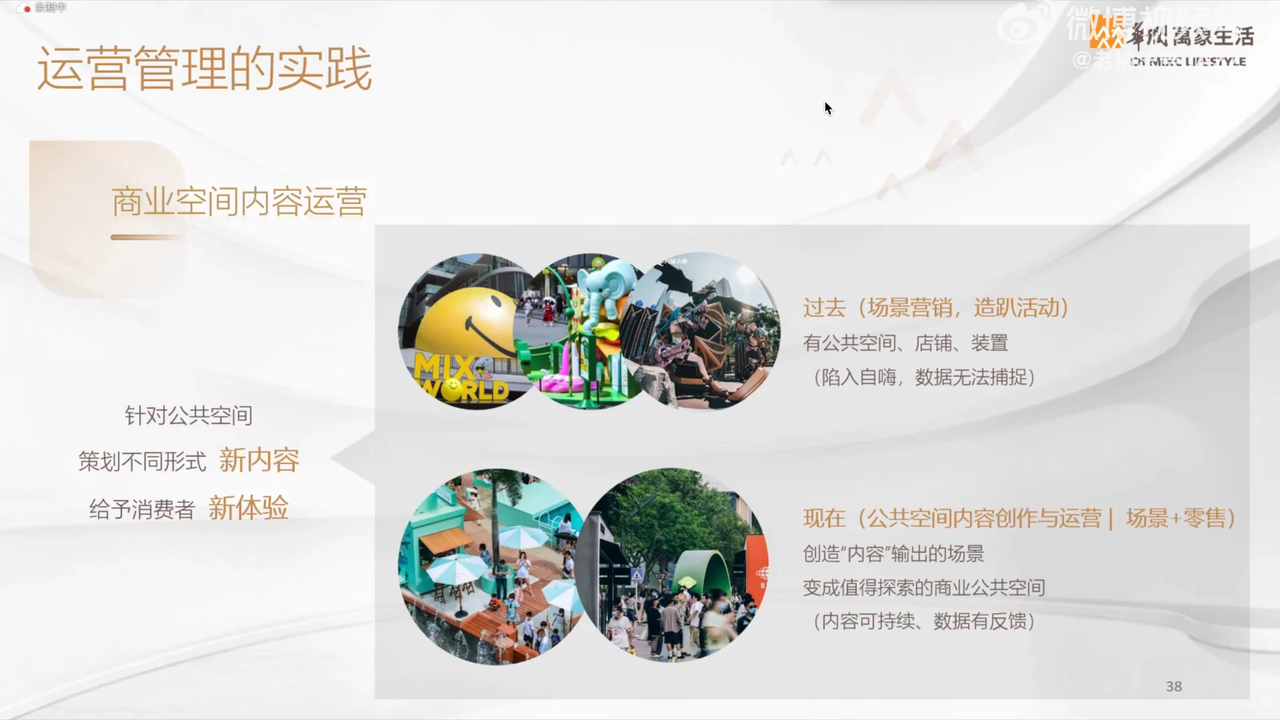 录制中
运营管理的实践
微博视频
华润萬家生活
CR MIXC LIFESTYLE
商业空间内容运营
MIX
WORLD
过去（场景营销，造趴活动）
有公共空间、店铺、装置
（陷入自嗨，数据无法捕捉）
针对公共空间
策划不同形式 新内容
给予消费者 新体验
现在（公共空间内容创作与运营 | 场景+零售）
创造“内容”输出的场景
变成值得探索的商业公共空间
（内容可持续、数据有反馈）
38